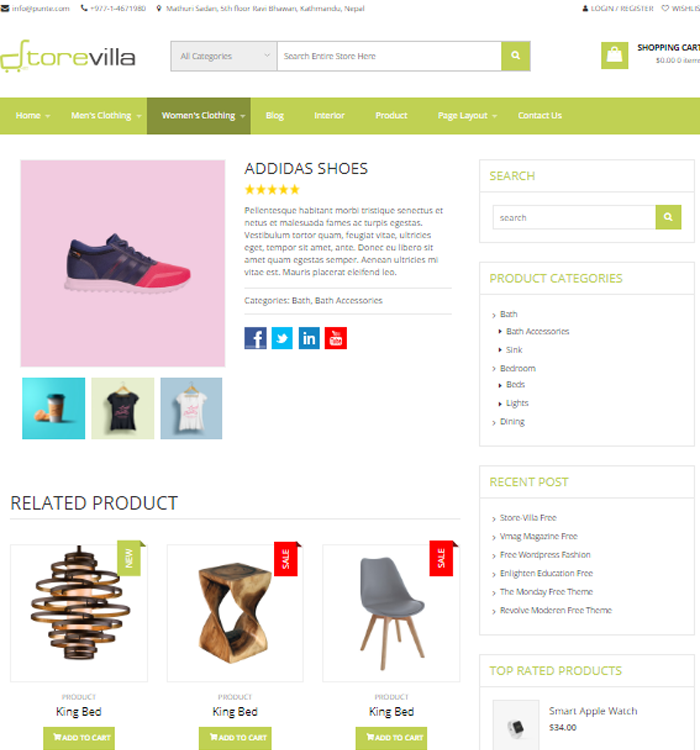 info@punte.com +977-1-4671980 Mathuri Sadan, 5th floor Ravi Bhawan, Kathmandu, Nepal LOGIN / REGISTER WISHLIS
storevilla
All Categories Search Entire Store Here
SHOPPING CART
$0.00 0 items
Home Men's Clothing Women's Clothing Blog Interior Product Page Layout Contact Us
ADDIDAS SHOES
Pellentesque habitant morbi tristique senectus et
netus et malesuada fames ac turpis egestas.
Vestibulum tortor quam, feugiat vitae, ultricies
eget, tempor sit amet, ante. Donec eu libero sit
amet quam egestas semper. Aenean ultricies mi
vitae est. Mauris placerat eleifend leo.
Categories: Bath, Bath Accessories
f in You Tube
SEARCH
search
PRODUCT CATEGORIES
Bath
Bath Accessories
Sink
Bedroom
Beds
Lights
Dining
RECENT POST
Store-Villa Free
Vmag Magazine Free
Free Wordpress Fashion
Enlighten Education Free
The Monday Free Theme
Revolve Moderen Free Theme
TOP RATED PRODUCTS
Smart Apple Watch
$34.00
RELATED PRODUCT
NEW SALE SALE
PRODUCT PRODUCT PRODUCT
King Bed King Bed King Bed
ADD TO CART ADD TO CART ADD TO CART